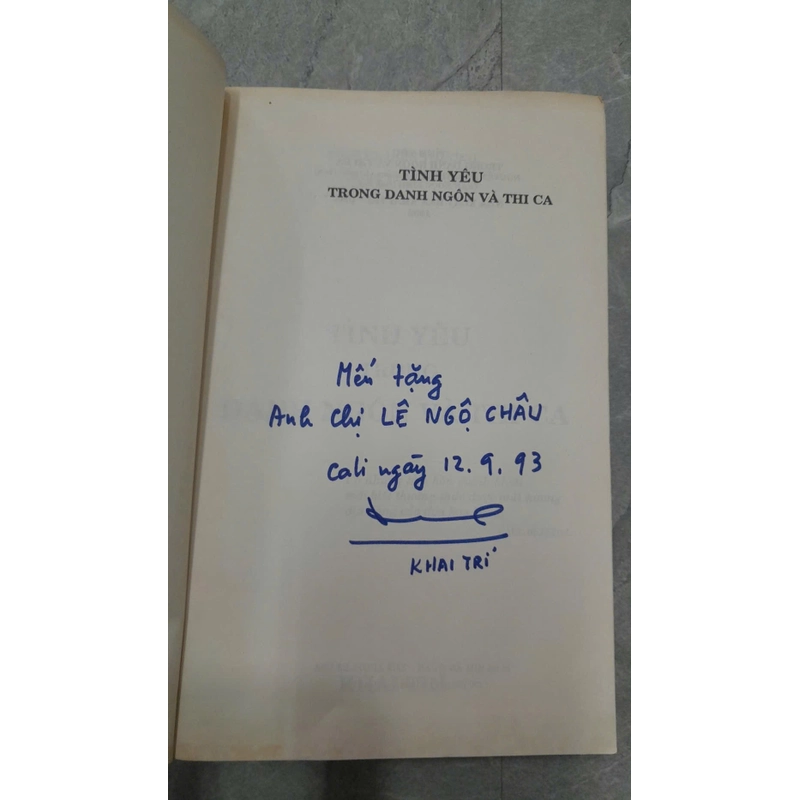 TÌNH YÊU
TRONG DANH NGÔN VÀ THI CA
Mến tặng
Anh chị LÊ NGỘ CHÂU
Cali ngày 12.9.93
KHAI TRÍ